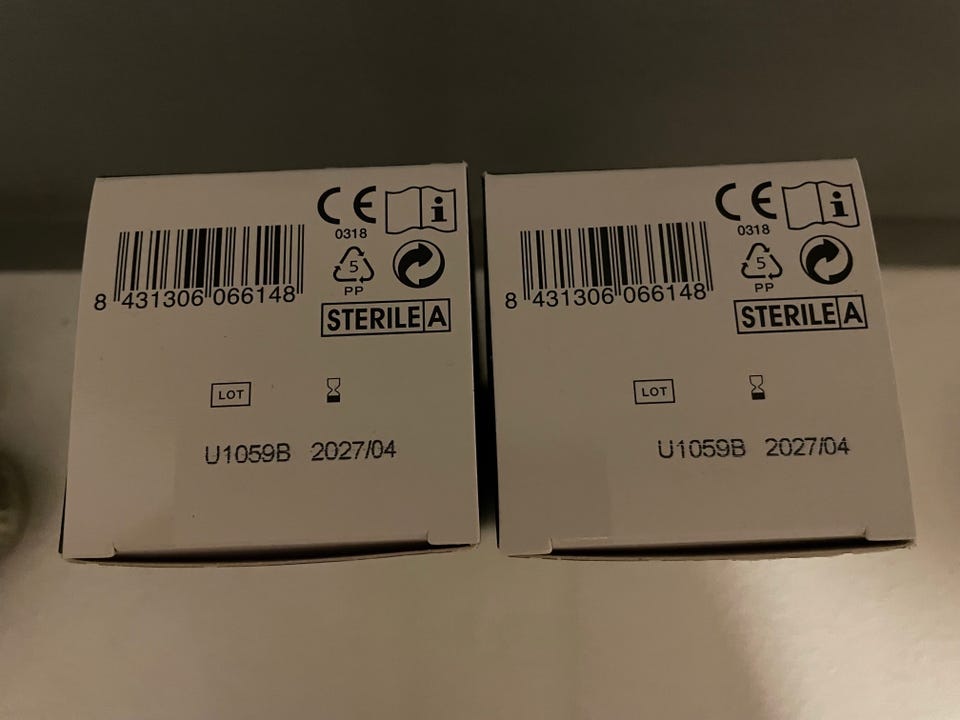 CE
0318
i
5
PP
8 431306 066148
STERILE A
LOT
U1059B 2027/04
CE
0318
i
5
PP
8 431306 066148
STERILE A
LOT
U1059B 2027/04